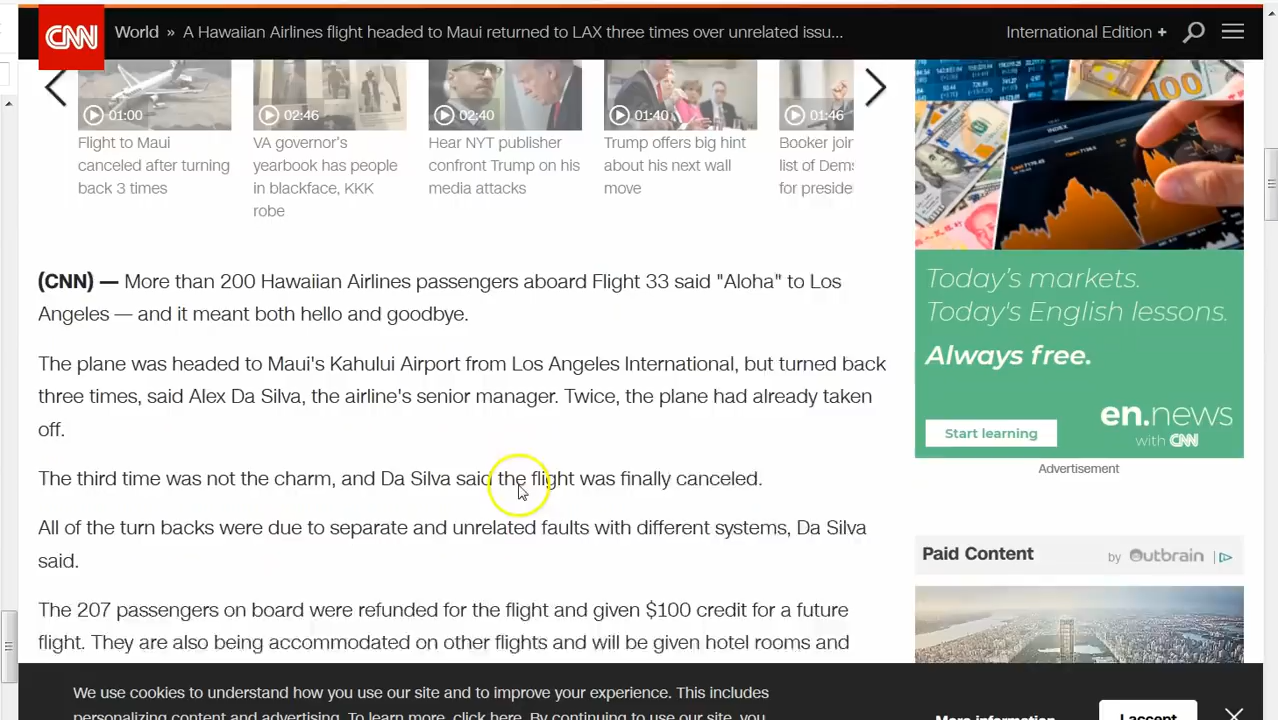 CNN World » A Hawaiian Airlines flight headed to Maui returned to LAX three times over unrelated issu... International Edition +
01:00 02:46 02:40 01:40 01:46
Flight to Maui
canceled after turning
back 3 times
VA governor's
yearbook has people
in blackface, KKK
robe
Hear NYT publisher
confront Trump on his
media attacks
Trump offers big hint
about his next wall
move
Booker join
list of Dems
for preside
(CNN) — More than 200 Hawaiian Airlines passengers aboard Flight 33 said "Aloha" to Los
Angeles — and it meant both hello and goodbye.
The plane was headed to Maui's Kahului Airport from Los Angeles International, but turned back
three times, said Alex Da Silva, the airline's senior manager. Twice, the plane had already taken
off.
The third time was not the charm, and Da Silva said the flight was finally canceled.
All of the turn backs were due to separate and unrelated faults with different systems, Da Silva
said.
The 207 passengers on board were refunded for the flight and given $100 credit for a future
flight. They are also being accommodated on other flights and will be given hotel rooms and
100
Today's markets.
Today's English lessons.
Always free.
en.news
Start learning
with CNN
Advertisement
Paid Content by Outbrain
We use cookies to understand how you use our site and to improve your experience. This includes
personalizing content and advertising. To learn more, click here. By continuing to use our site, you
More information I accept